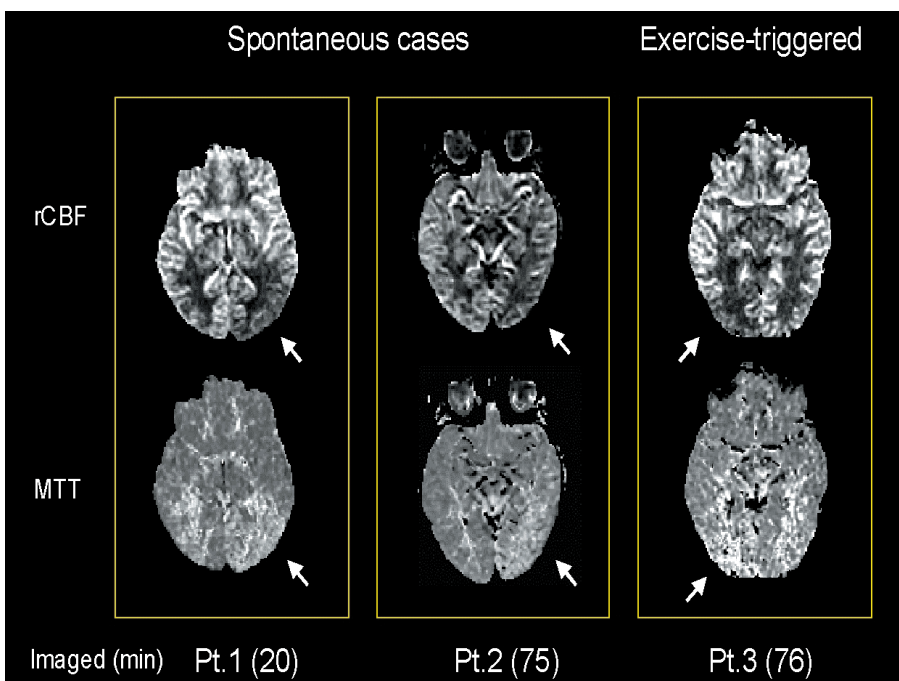 Spontaneous cases
Exercise-triggered
rCBF
MTT
Imaged (min) Pt.1 (20) Pt.2 (75) Pt.3 (76)